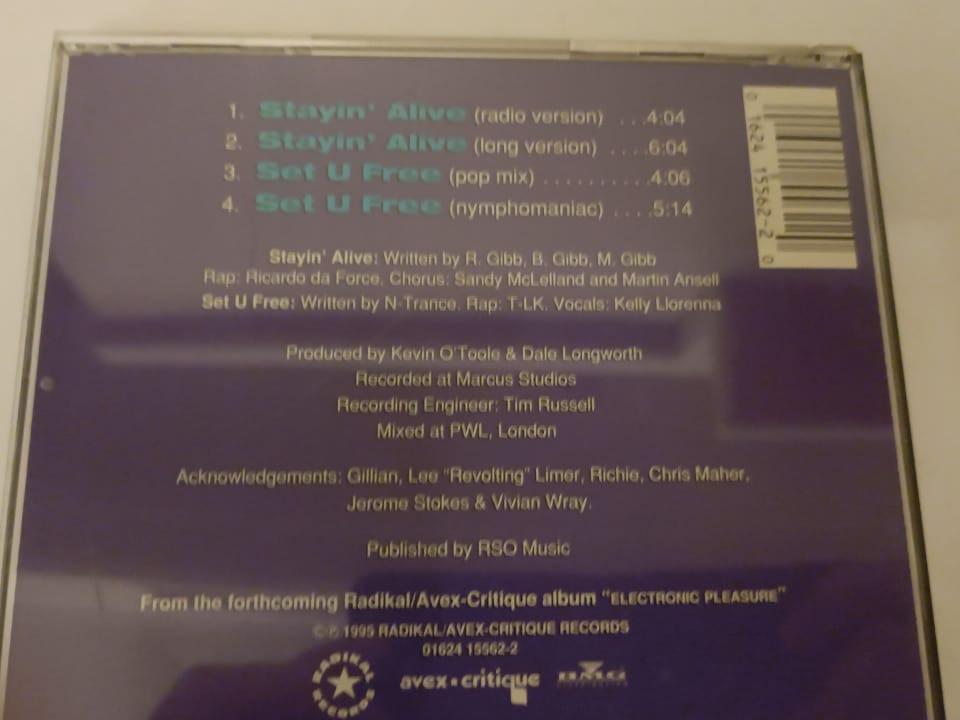 1. Stayin' Alive (radio version) ...4:04
2. Stayin' Alive (long version) ....6:04
3. Set U Free (pop mix) ..........4:06
4. Set U Free (nymphomaniac) ....5:14
0 1624 15562-2 0
Stayin' Alive: Written by R. Gibb, B. Gibb, M. Gibb
Rap: Ricardo da Force. Chorus: Sandy McLelland and Martin Ansell
Set U Free: Written by N-Trance. Rap: T-LK. Vocals: Kelly Llorenna
Produced by Kevin O'Toole & Dale Longworth
Recorded at Marcus Studios
Recording Engineer: Tim Russell
Mixed at PWL, London
Acknowledgements: Gillian, Lee "Revolting" Limer, Richie, Chris Maher,
Jerome Stokes & Vivian Wray.
Published by RSO Music
From the forthcoming Radikal/Avex-Critique album "ELECTRONIC PLEASURE"
©℗ 1995 RADIKAL/AVEX-CRITIQUE RECORDS
01624 15562-2
RADIKAL RECORDS
avex•critique
BMG